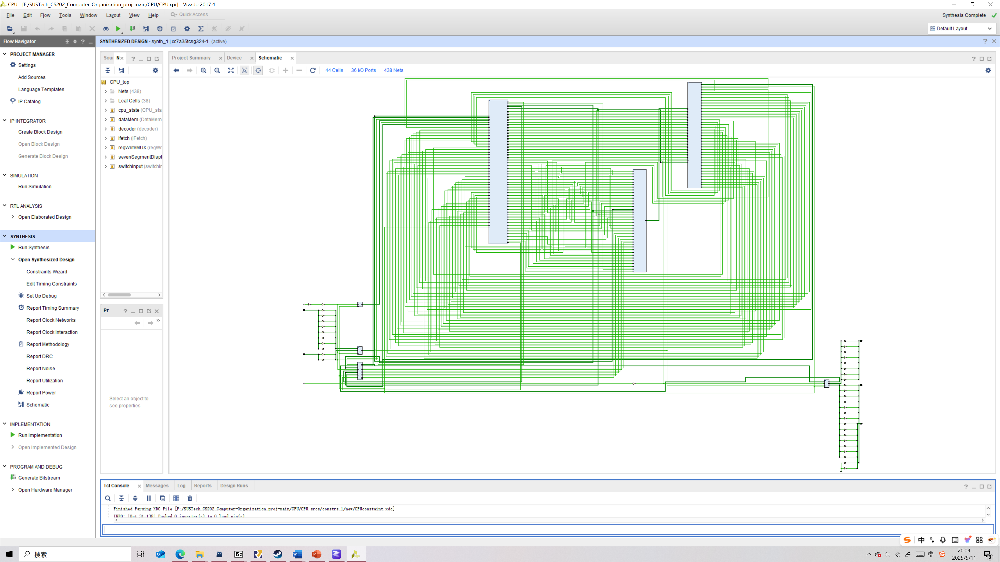 CPU - [F:/SUSTech_CS202_Computer-Organization_proj-main/CPU/CPU.xpr] - Vivado 2017.4
File Edit Flow Tools Window Layout View Help Quick Access
Synthesis Complete
Default Layout
Flow Navigator
SYNTHESIZED DESIGN - synth_1 | xc7a35tcsg324-1 (active)
PROJECT MANAGER
Settings
Add Sources
Language Templates
IP Catalog
IP INTEGRATOR
Create Block Design
Open Block Design
Generate Block Design
SIMULATION
Run Simulation
RTL ANALYSIS
Open Elaborated Design
SYNTHESIS
Run Synthesis
Open Synthesized Design
Constraints Wizard
Edit Timing Constraints
Set Up Debug
Report Timing Summary
Report Clock Networks
Report Clock Interaction
Report Methodology
Report DRC
Report Noise
Report Utilization
Report Power
Schematic
IMPLEMENTATION
Run Implementation
Open Implemented Design
PROGRAM AND DEBUG
Generate Bitstream
Open Hardware Manager
Sour N
CPU_top
Nets (438)
Leaf Cells (38)
cpu_state (CPU_sta
dataMem (DataMem
decoder (decoder)
ifetch (IFetch)
regWriteMUX (regWr
sevenSegmentDispl
switchInput (switchIn
Pr
Select an object to
see properties
Project Summary Device Schematic
44 Cells 36 I/O Ports 438 Nets
Tcl Console Messages Log Reports Design Runs
Finished Parsing XDC File [F:/SUSTech_CS202_Computer-Organization_proj-main/CPU/CPU.srcs/constrs_1/new/CPUconstaint.xdc]
INFO: [Opt 31-138] Pushed 0 inverter(s) to 0 load pin(s)
中
搜索
中
20:04
2025/5/11
3